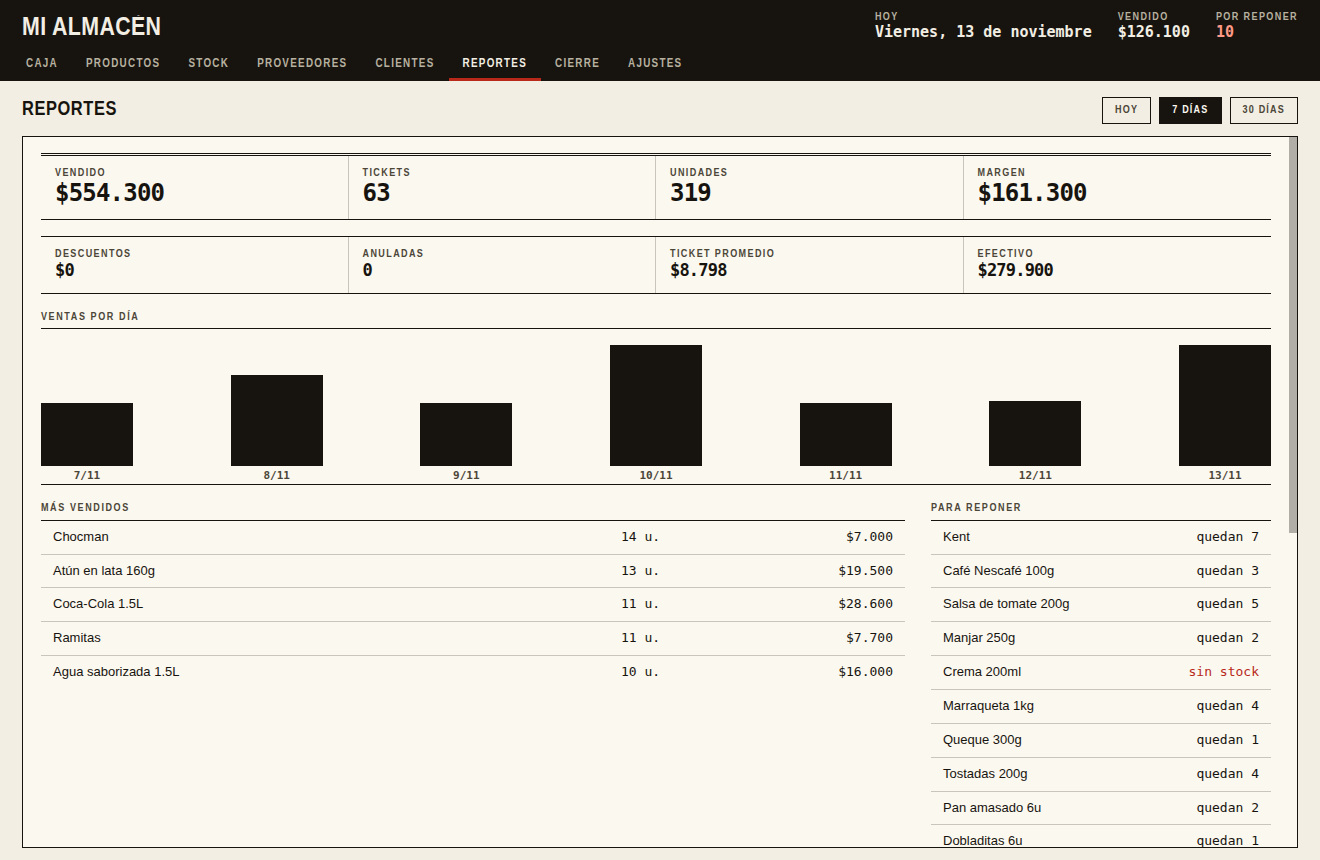 MI ALMACÉN
HOY
Viernes, 13 de noviembre
VENDIDO
$126.100
POR REPONER
10
CAJA PRODUCTOS STOCK PROVEEDORES CLIENTES REPORTES CIERRE AJUSTES
REPORTES
HOY 7 DÍAS 30 DÍAS
VENDIDO TICKETS UNIDADES MARGEN
$554.300 63 319 $161.300
DESCUENTOS ANULADAS TICKET PROMEDIO EFECTIVO
$0 0 $8.798 $279.900
VENTAS POR DÍA
7/11 8/11 9/11 10/11 11/11 12/11 13/11
MÁS VENDIDOS
Chocman 14 u. $7.000
Atún en lata 160g 13 u. $19.500
Coca-Cola 1.5L 11 u. $28.600
Ramitas 11 u. $7.700
Agua saborizada 1.5L 10 u. $16.000
PARA REPONER
Kent quedan 7
Café Nescafé 100g quedan 3
Salsa de tomate 200g quedan 5
Manjar 250g quedan 2
Crema 200ml sin stock
Marraqueta 1kg quedan 4
Queque 300g quedan 1
Tostadas 200g quedan 4
Pan amasado 6u quedan 2
Dobladitas 6u quedan 1